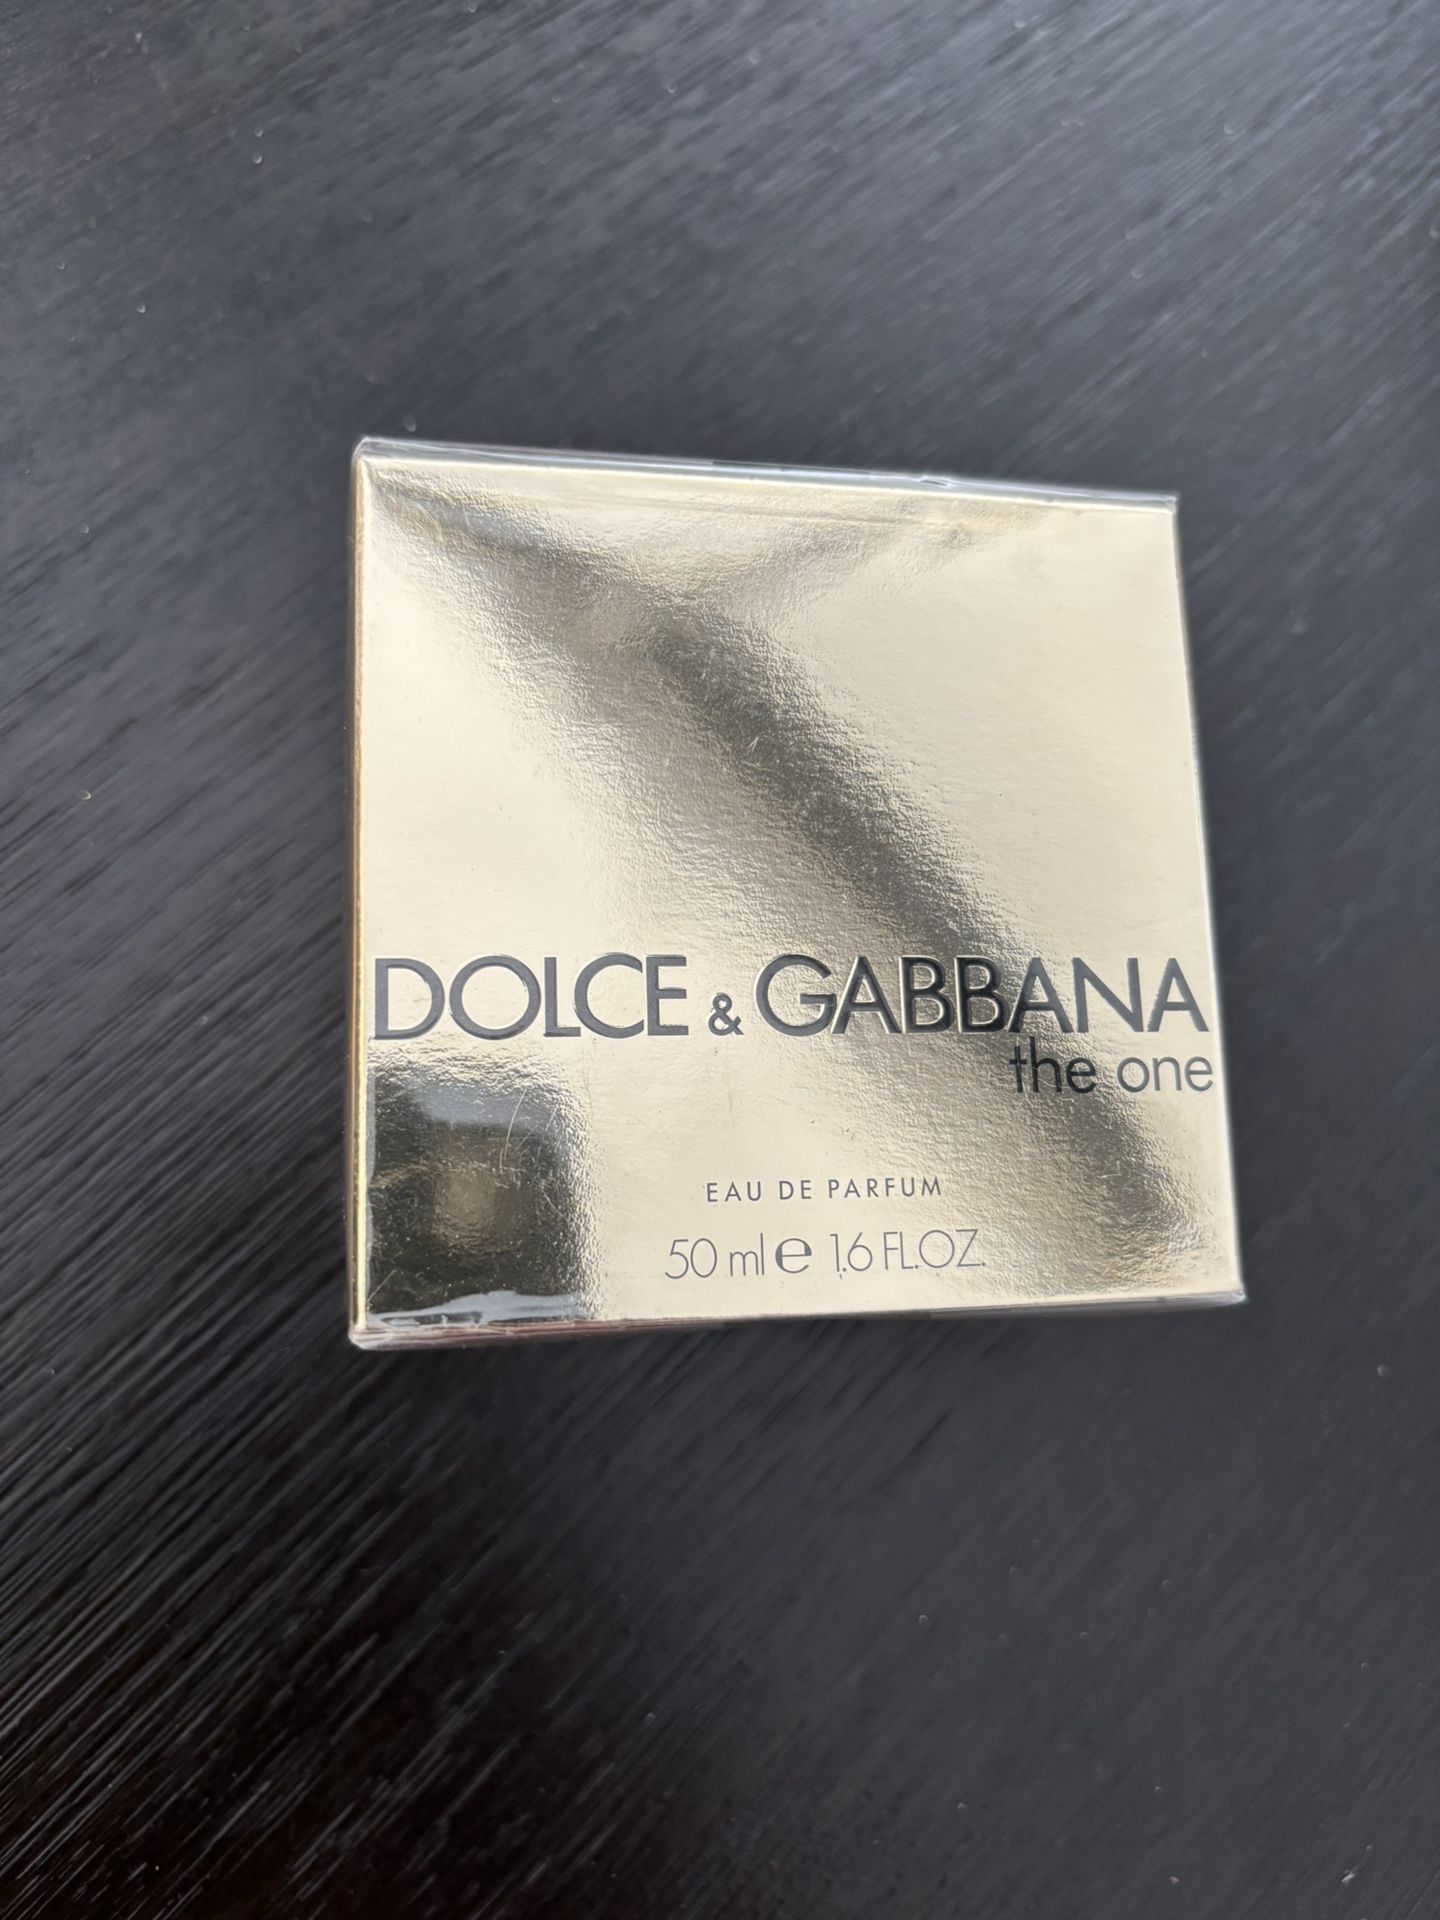 DOLCE & GABBANA
the one
EAU DE PARFUM
50 ml e 1.6 FL.OZ.